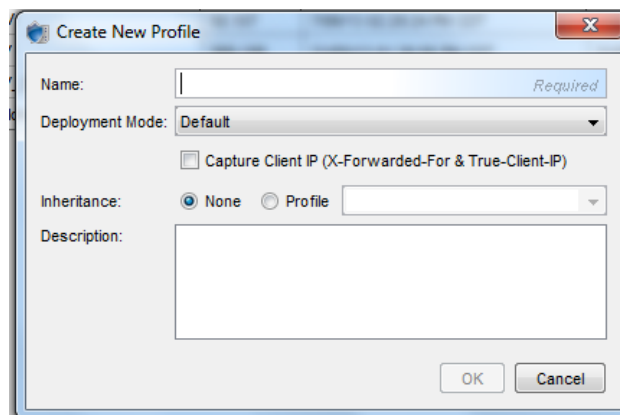 Create New Profile
Name: Required
Deployment Mode: Default
Capture Client IP (X-Forwarded-For & True-Client-IP)
Inheritance: None Profile
Description:
OK Cancel